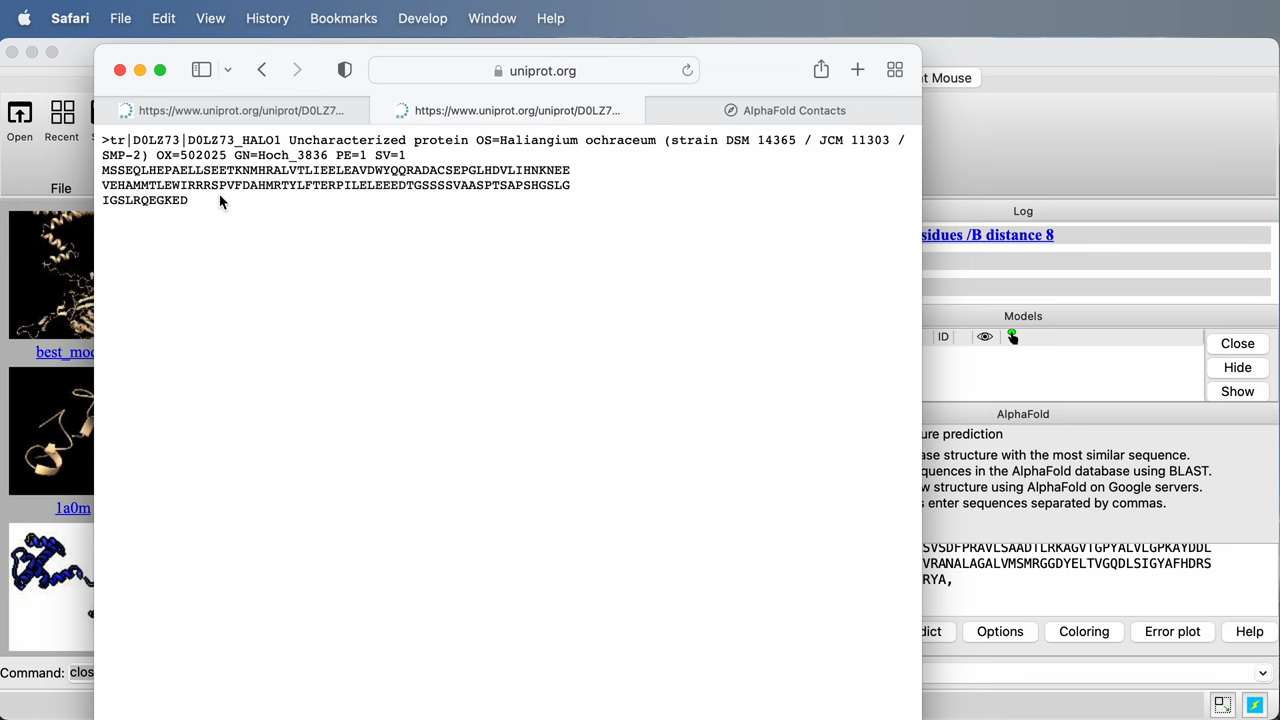 Safari File Edit View History Bookmarks Develop Window Help
uniprot.org
https://www.uniprot.org/uniprot/D0LZ7... https://www.uniprot.org/uniprot/D0LZ7... AlphaFold Contacts
>tr|D0LZ73|D0LZ73_HALO1 Uncharacterized protein OS=Haliangium ochraceum (strain DSM 14365 / JCM 11303 /
SMP-2) OX=502025 GN=Hoch_3836 PE=1 SV=1
MSSEQLHEPAELLSEETKNMHRALVTLIEELEAVDWYQQRADACSEPGLHDVLIHNKNEE
VEHAMMTLEWIRRRSPVFDAHMRTYLFTERPILELEEEDTGSSSSVAASPTSAPSHGSLG
IGSLRQEGKED
Open Recent S
File
best_mod
1a0m
Command: clos
t Mouse
Log
sidues /B distance 8
Models
ID
Close
Hide
Show
AlphaFold
ure prediction
ase structure with the most similar sequence.
quences in the AlphaFold database using BLAST.
w structure using AlphaFold on Google servers.
s enter sequences separated by commas.
SVSDFPRAVLSAADTLRKAGVTGPYALVLGPKAYDDL
VRANALAGALVMSMRGGDYELTVGQDLSIGYAFHDRS
RYA,
dict Options Coloring Error plot Help